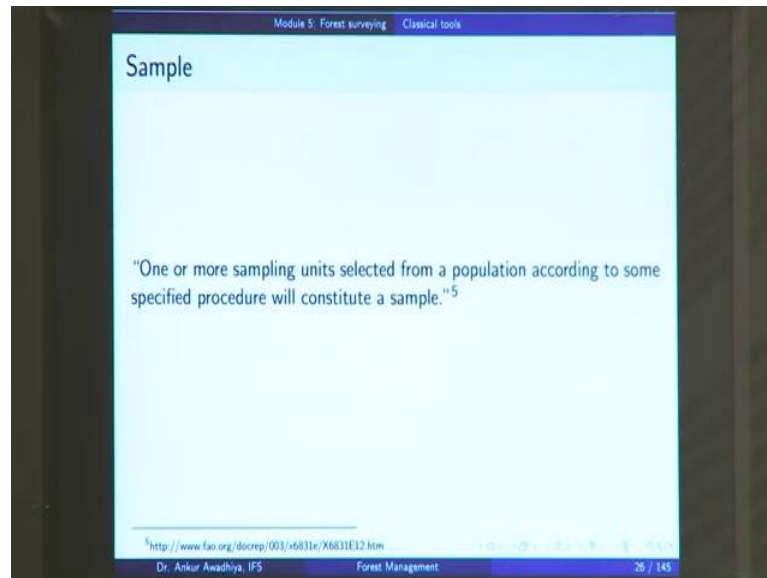 Module 5: Forest surveying Classical tools
Sample
"One or more sampling units selected from a population according to some
specified procedure will constitute a sample."5
5http://www.fao.org/docrep/003/x6831e/X6831E12.htm
Dr. Ankur Awadhiya, IFS Forest Management 26 / 145